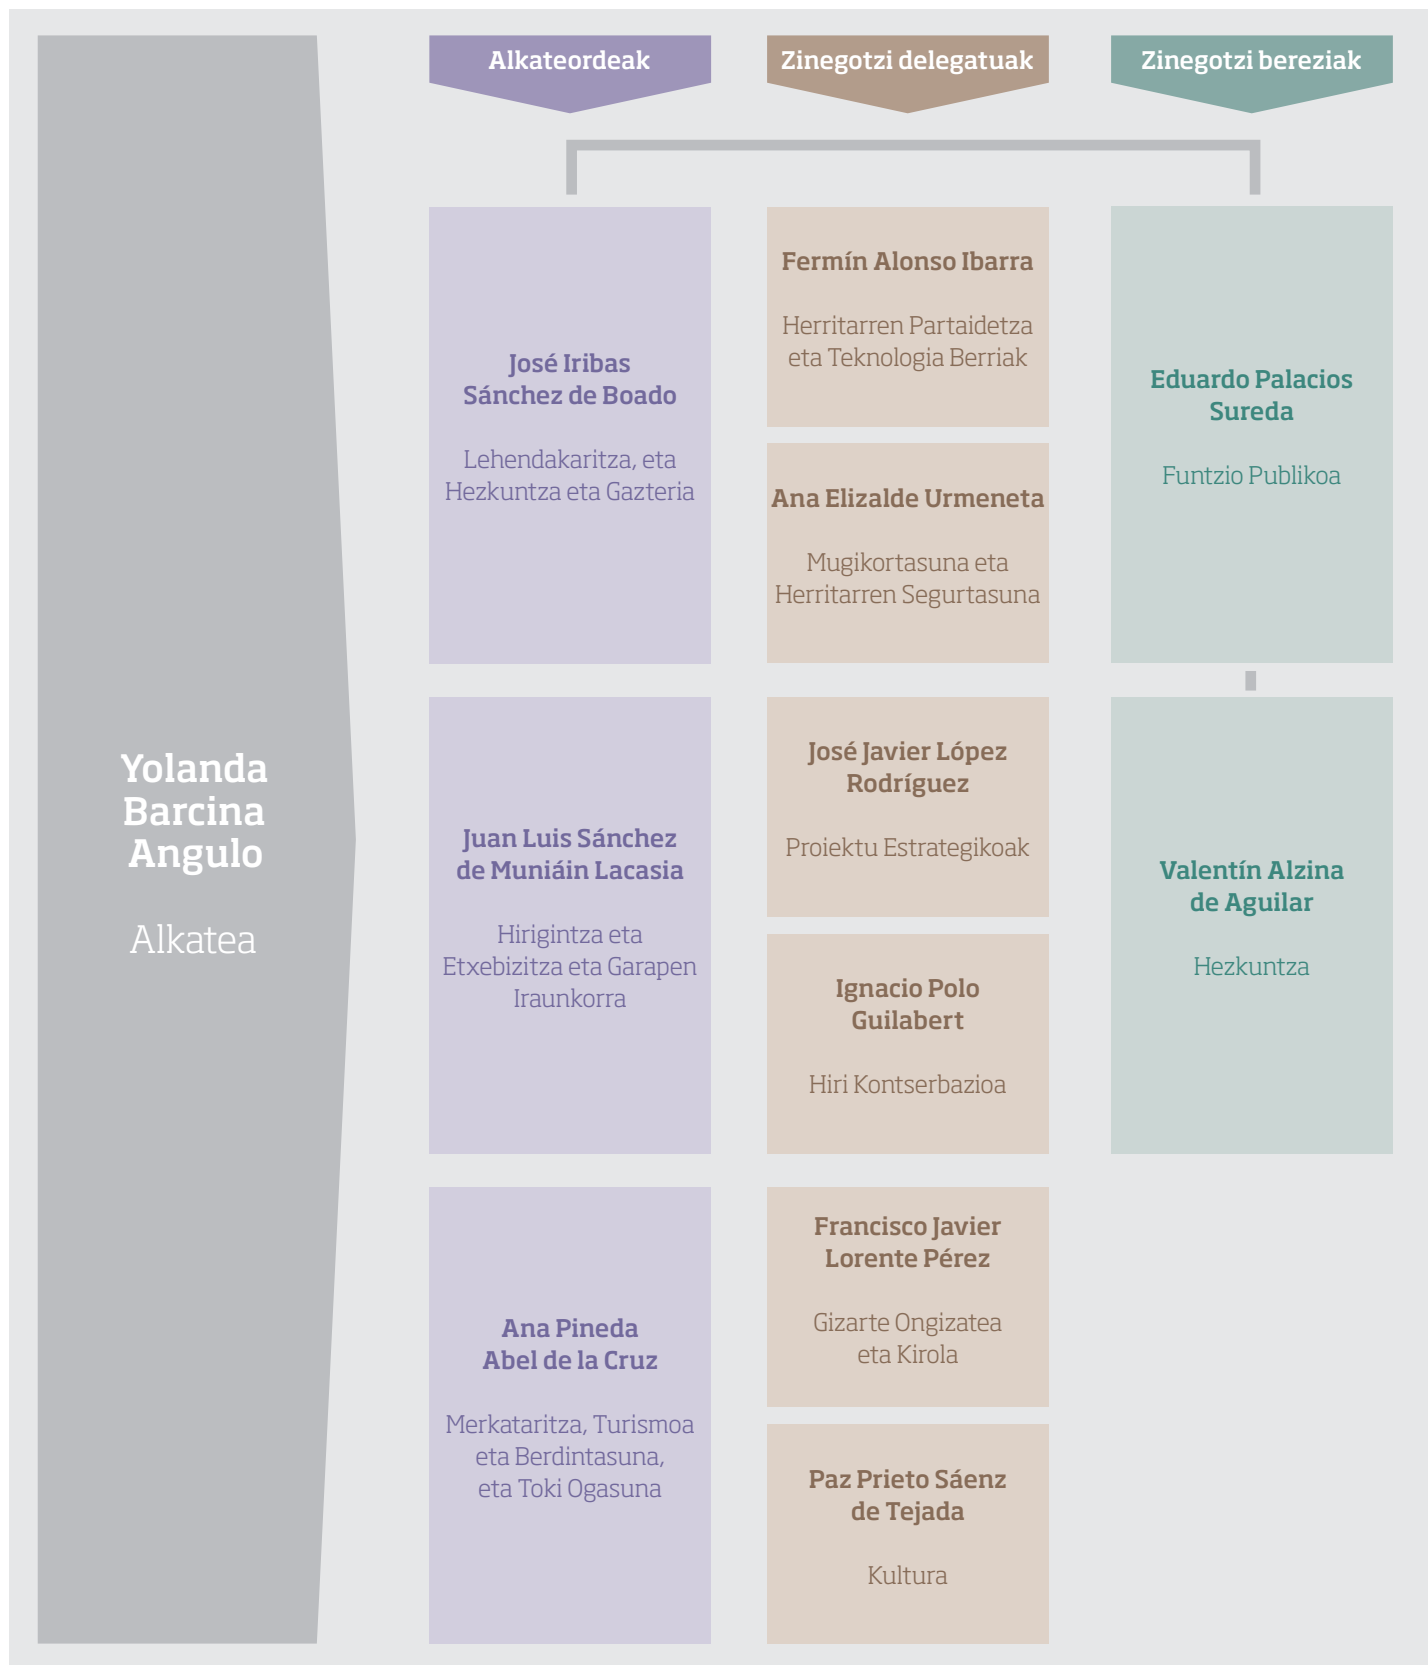 Alkateordeak
Zinegotzi delegatuak
Zinegotzi bereziak
Yolanda
Barcina
Angulo
Alkatea
José Iribas
Sánchez de Boado
Lehendakaritza, eta
Hezkuntza eta Gazteria
Juan Luis Sánchez
de Muniáin Lacasia
Hirigintza eta
Etxebizitza eta Garapen
Iraunkorra
Ana Pineda
Abel de la Cruz
Merkataritza, Turismoa
eta Berdintasuna,
eta Toki Ogasuna
Fermín Alonso Ibarra
Herritarren Partaidetza
eta Teknologia Berriak
Ana Elizalde Urmeneta
Mugikortasuna eta
Herritarren Segurtasuna
José Javier López
Rodríguez
Proiektu Estrategikoak
Ignacio Polo
Guilabert
Hiri Kontserbazioa
Francisco Javier
Lorente Pérez
Gizarte Ongizatea
eta Kirola
Paz Prieto Sáenz
de Tejada
Kultura
Eduardo Palacios
Sureda
Funtzio Publikoa
Valentín Alzina
de Aguilar
Hezkuntza